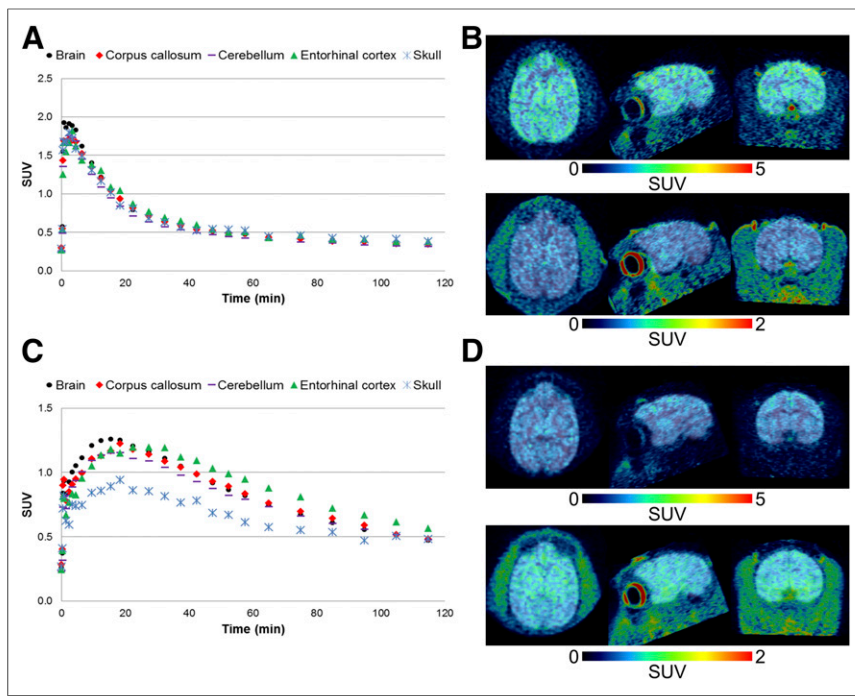 A
Brain Corpus callosum Cerebellum Entorhinal cortex Skull
2.5
2.0
1.5
1.0
0.5
0.0
SUV
0 20 40 60 80 100 120
Time (min)
B
0 5
SUV
0 2
SUV
C
Brain Corpus callosum Cerebellum Entorhinal cortex Skull
1.5
1.0
0.5
0.0
SUV
0 20 40 60 80 100 120
Time (min)
D
0 5
SUV
0 2
SUV